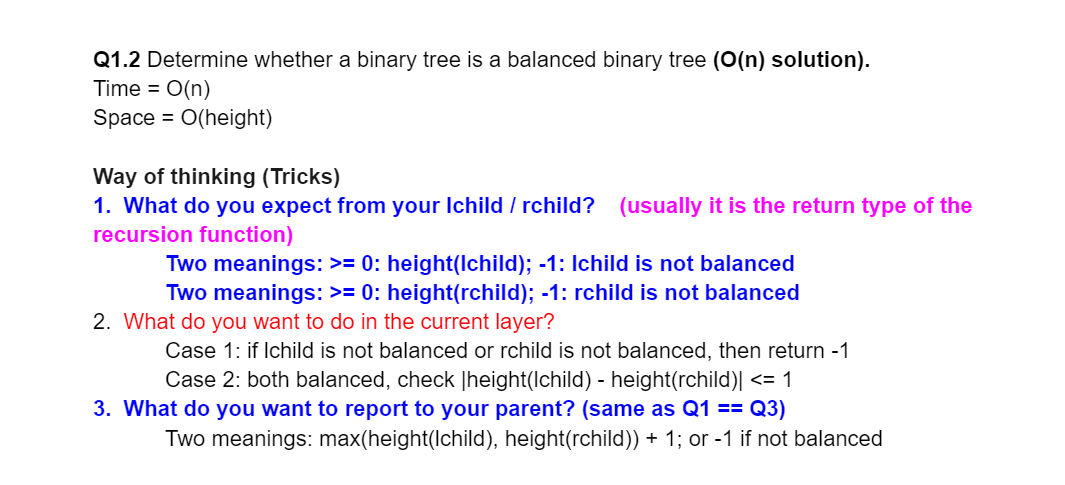 Q1.2 Determine whether a binary tree is a balanced binary tree (O(n) solution).
Time = O(n)
Space = O(height)
Way of thinking (Tricks)
1. What do you expect from your lchild / rchild? (usually it is the return type of the
recursion function)
Two meanings: >= 0: height(lchild); -1: lchild is not balanced
Two meanings: >= 0: height(rchild); -1: rchild is not balanced
2. What do you want to do in the current layer?
Case 1: if lchild is not balanced or rchild is not balanced, then return -1
Case 2: both balanced, check |height(lchild) - height(rchild)| <= 1
3. What do you want to report to your parent? (same as Q1 == Q3)
Two meanings: max(height(lchild), height(rchild)) + 1; or -1 if not balanced